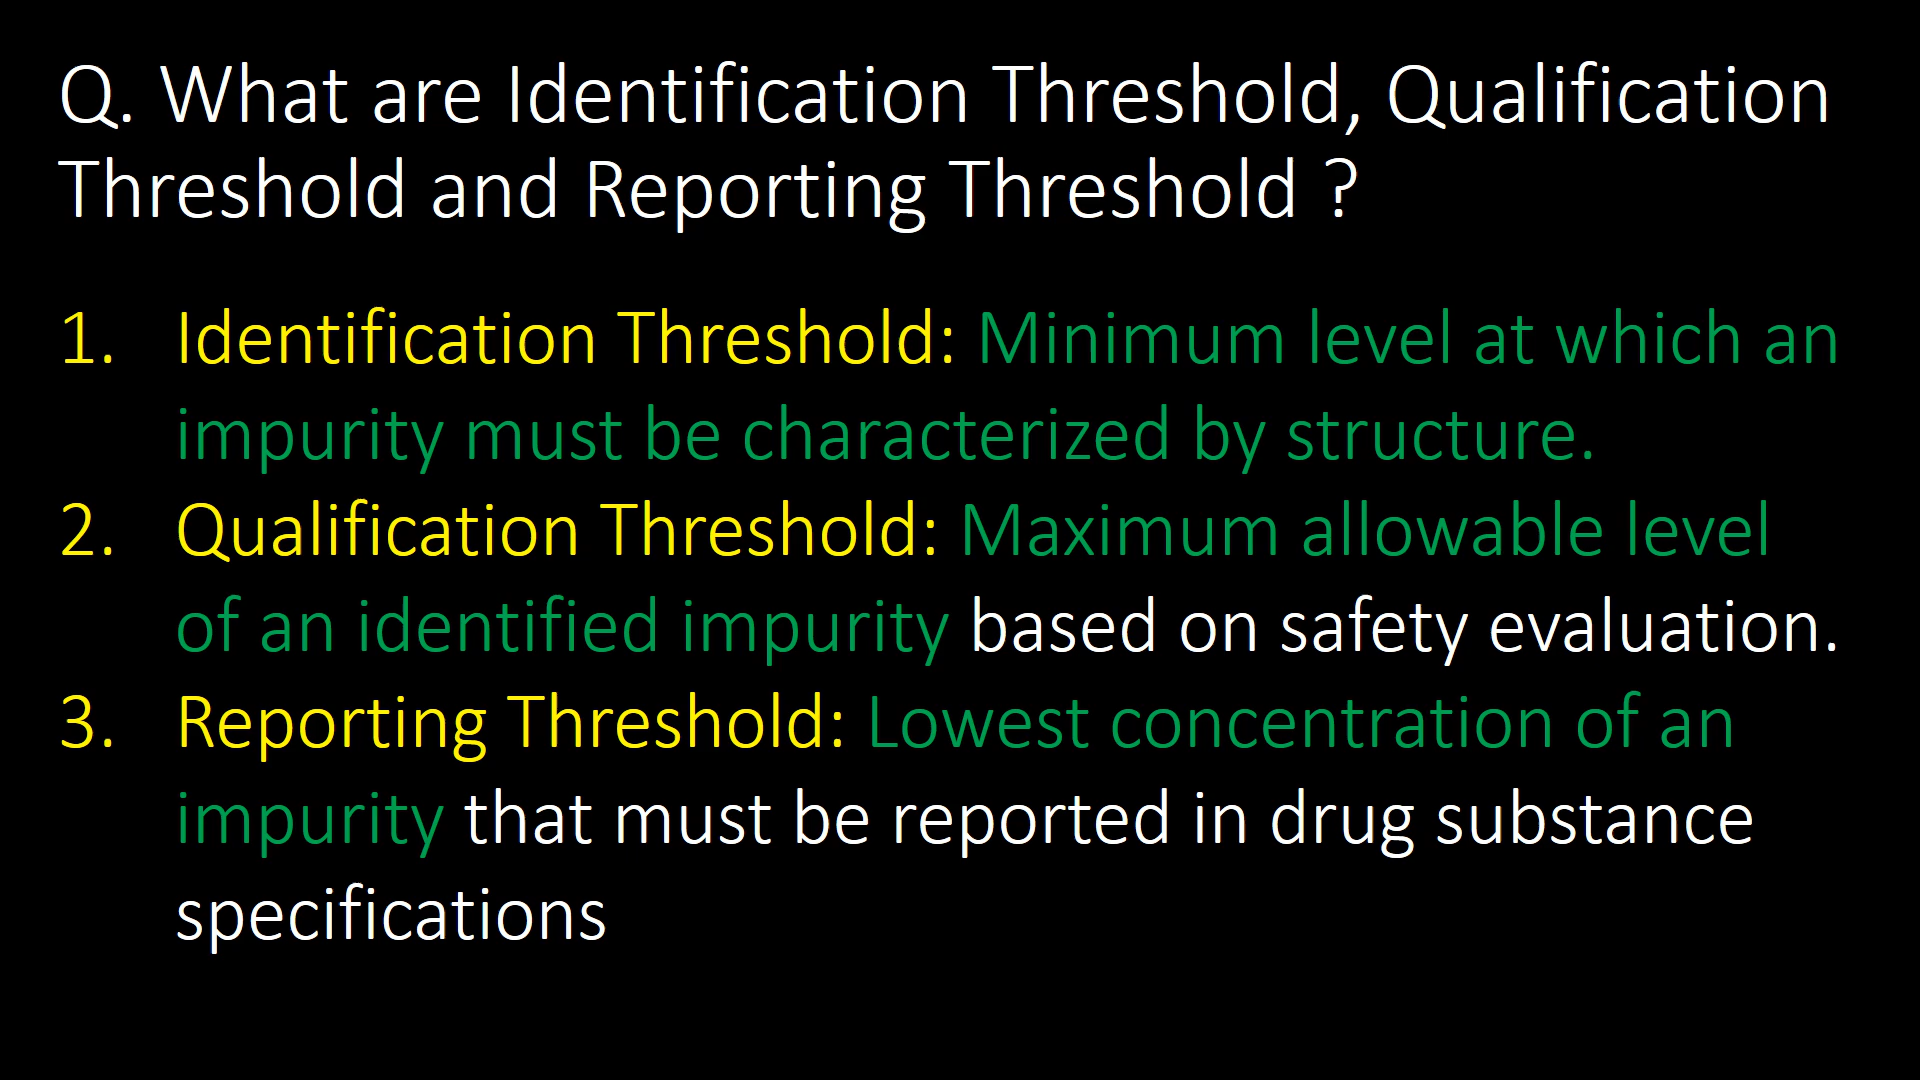 Q. What are Identification Threshold, Qualification
Threshold and Reporting Threshold ?
1. Identification Threshold: Minimum level at which an
impurity must be characterized by structure.
2. Qualification Threshold: Maximum allowable level
of an identified impurity based on safety evaluation.
3. Reporting Threshold: Lowest concentration of an
impurity that must be reported in drug substance
specifications